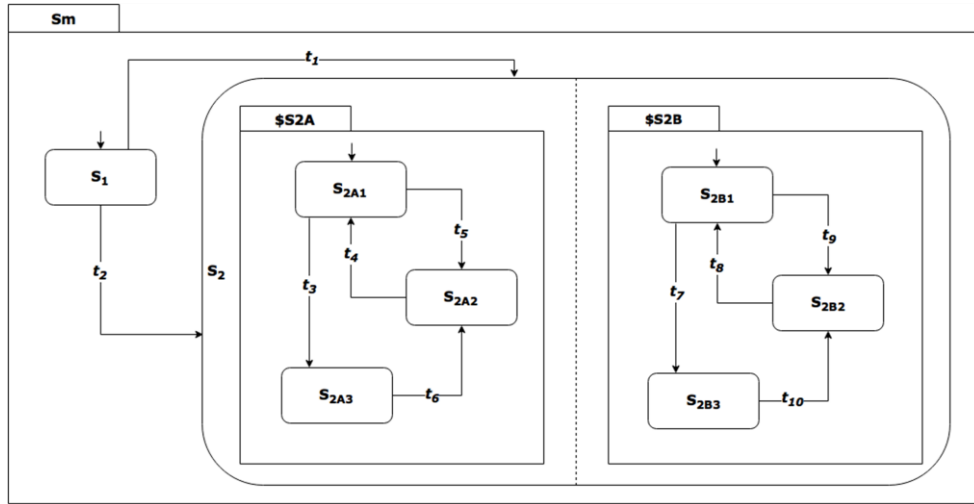 Sm
t₁
$S2A
$S2B
S₁
S₂A₁
S₂B₁
t₅
t₉
t₄
t₈
t₂
S₂
t₃
t₇
S₂A₂
S₂B₂
S₂A₃
t₆
S₂B₃
t₁₀